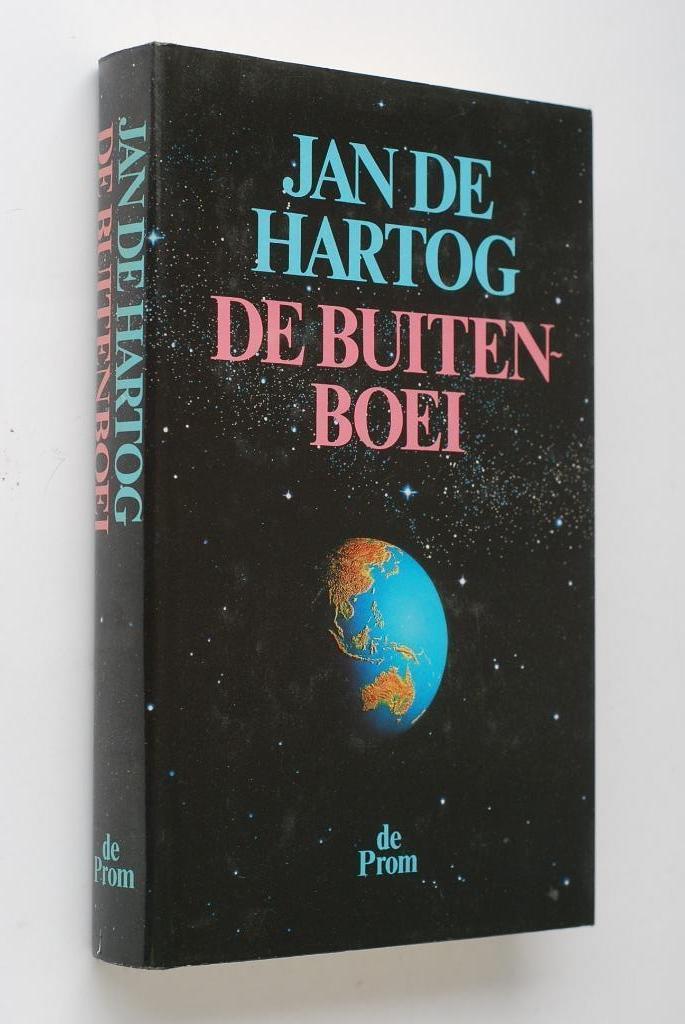 JAN DE HARTOG
DE BUITENBOEI
de
Prom
JAN DE
HARTOG
DE BUITEN-
BOEI
de
Prom